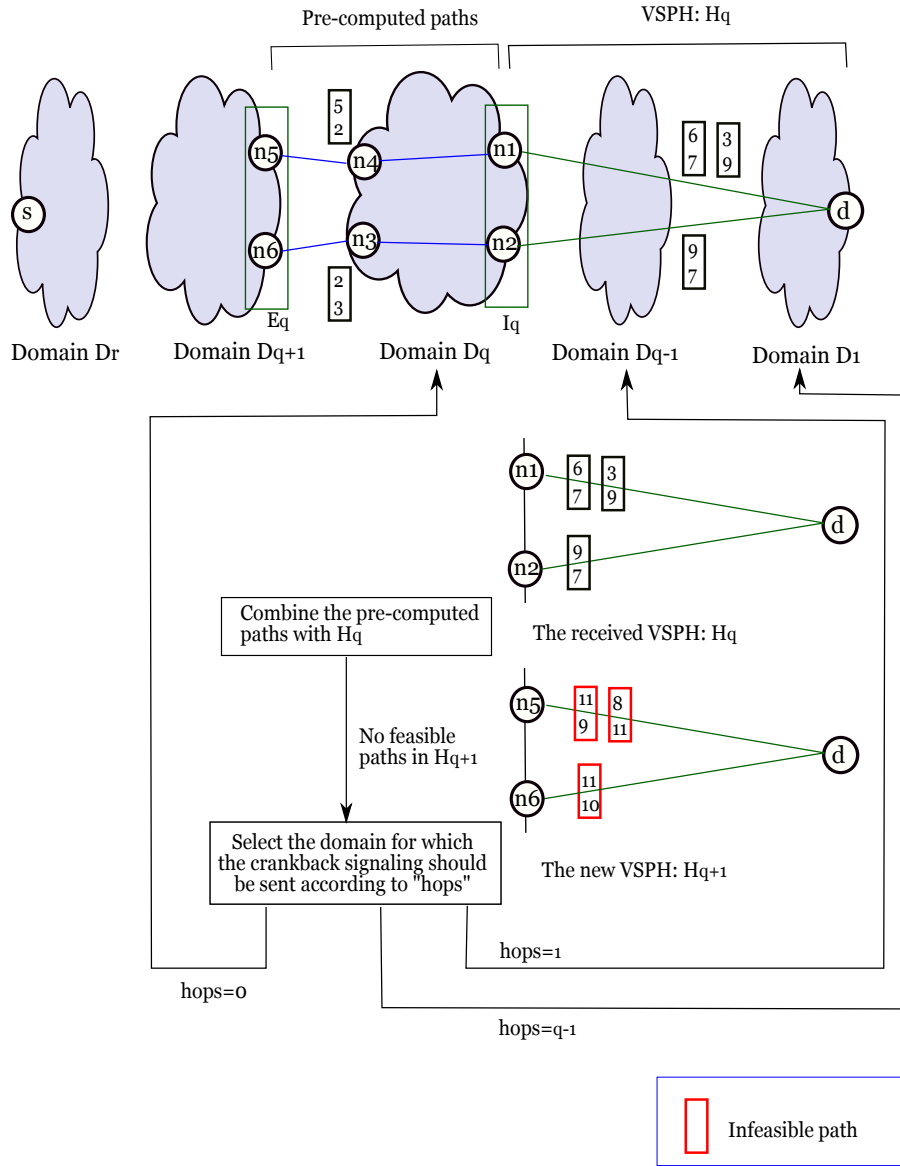 Pre-computed paths
VSPH: Hq
5
2
6
7
3
9
n5
n4
n1
s
d
n6
n3
n2
2
3
9
7
Eq
Iq
Domain Dr
Domain Dq+1
Domain Dq
Domain Dq-1
Domain D1
n1
6
7
3
9
d
n2
9
7
Combine the pre-computed
paths with Hq
The received VSPH: Hq
n5
11
9
8
11
No feasible
paths in Hq+1
d
n6
11
10
Select the domain for which
the crankback signaling should
be sent according to "hops"
The new VSPH: Hq+1
hops=1
hops=0
hops=q-1
Infeasible path